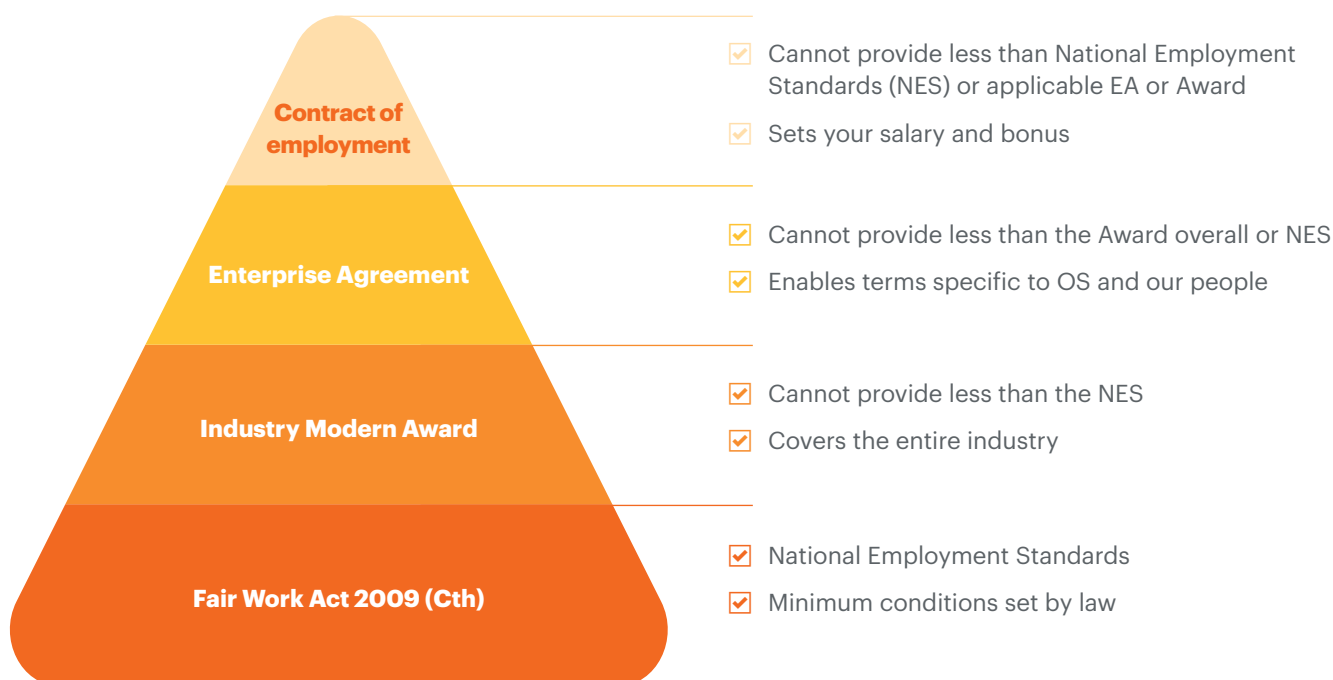 Contract of
employment
Cannot provide less than National Employment
Standards (NES) or applicable EA or Award
Sets your salary and bonus
Enterprise Agreement
Cannot provide less than the Award overall or NES
Enables terms specific to OS and our people
Industry Modern Award
Cannot provide less than the NES
Covers the entire industry
Fair Work Act 2009 (Cth)
National Employment Standards
Minimum conditions set by law